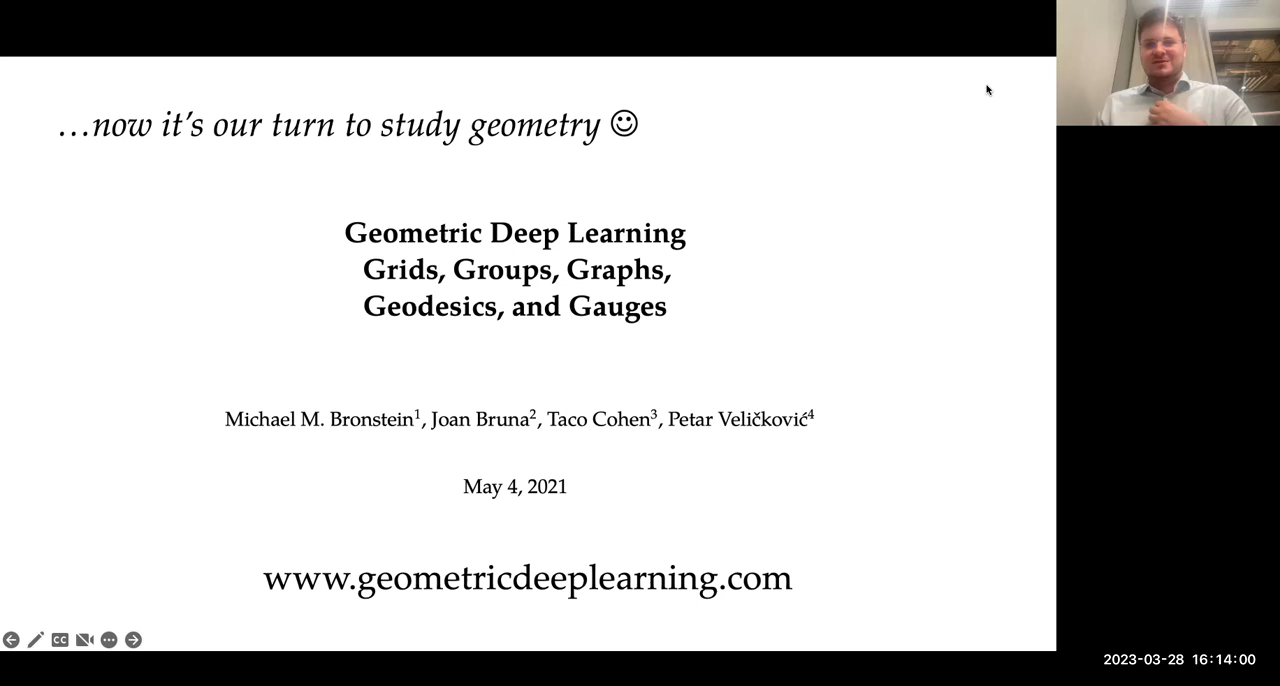 …now it's our turn to study geometry ☺
Geometric Deep Learning
Grids, Groups, Graphs,
Geodesics, and Gauges
Michael M. Bronstein¹, Joan Bruna², Taco Cohen³, Petar Veličković⁴
May 4, 2021
www.geometricdeeplearning.com
CC
2023-03-28 16:14:00